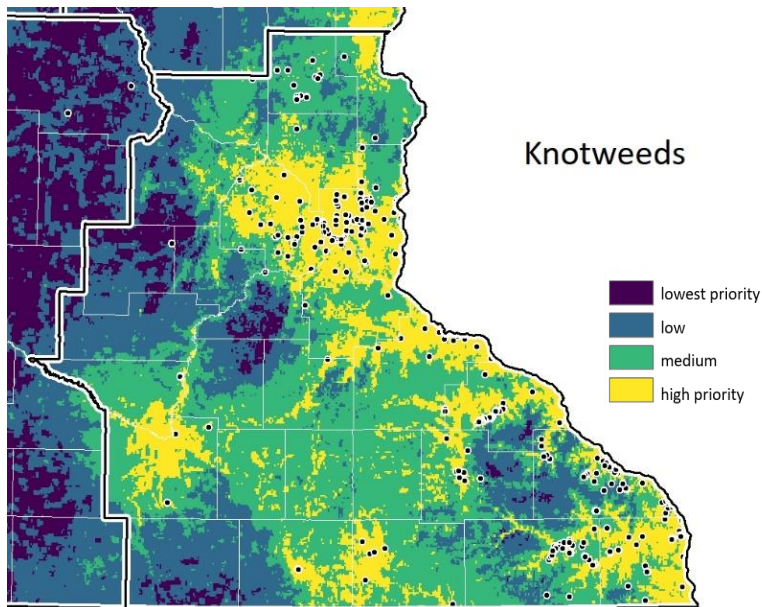 Knotweeds
lowest priority
low
medium
high priority